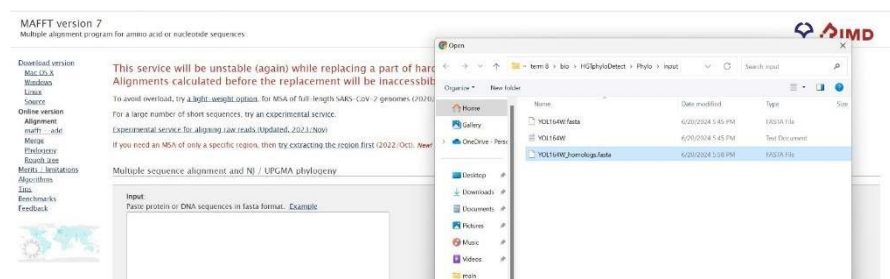 MAFFT version 7
Multiple alignment program for amino acid or nucleotide sequences
Download version
Mac OS X
Windows
Linux
Source
Online version
Alignment
mafft --add
Merge
Phylogeny
Rough tree
Merits / limitations
Algorithms
Tips
Benchmarks
Feedback
This service will be unstable (again) while replacing a part of hard
Alignments calculated before the replacement will be inaccessib
To avoid overload, try a light-weight option, for MSA of full-length SARS-CoV-2 genomes (2020/
For a large number of short sequences, try an experimental service.
Experimental service for aligning raw reads (Updated, 2023/Nov)
If you need an MSA of only a specific region, then try extracting the region first (2022/Oct). New!
Multiple sequence alignment and NJ / UPGMA phylogeny
Input:
Paste protein or DNA sequences in fasta format. Example
IMD
Open
term 8 › bio › HGTphyloDetect › Phylo › input
Search input
Organize
New folder
Home
Gallery
OneDrive - Perso
Desktop
Downloads
Documents
Pictures
Music
Videos
main
Name
Date modified
Type
Size
YOL164W.fasta
6/20/2024 5:45 PM
FASTA File
YOL164W
6/20/2024 5:45 PM
Text Document
YOL164W_homologs.fasta
6/20/2024 5:58 PM
FASTA File